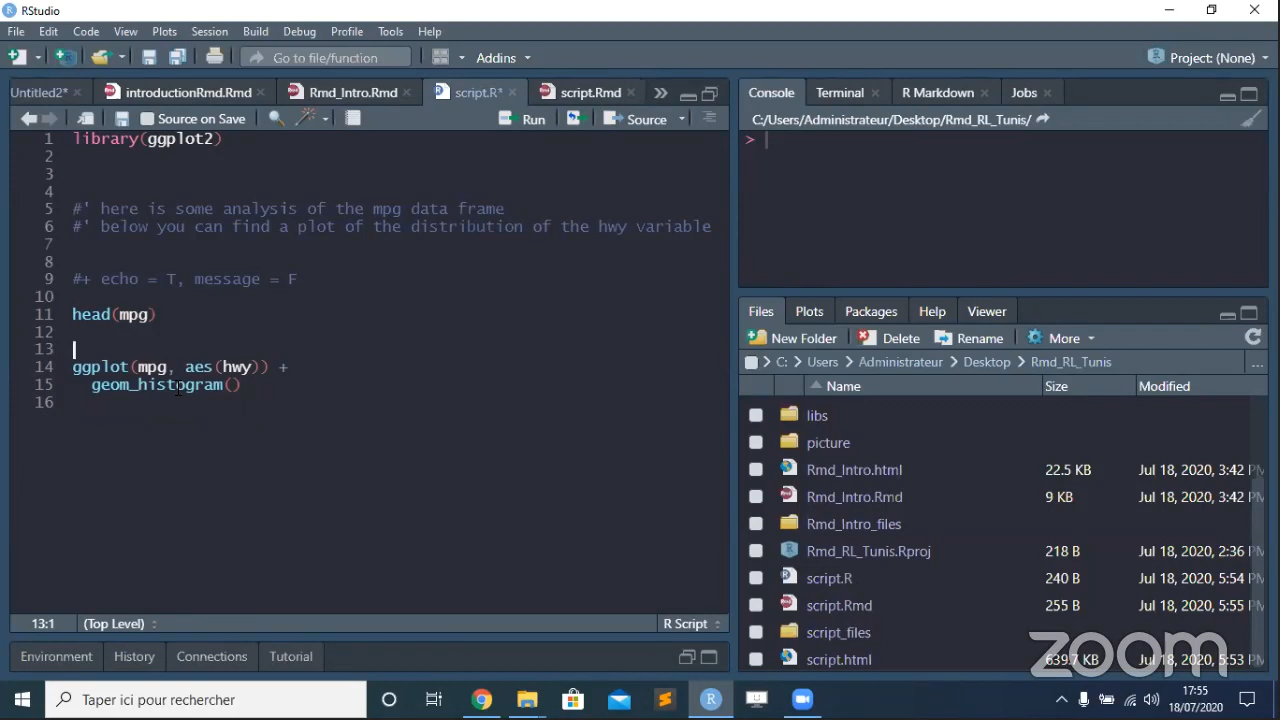 RStudio
File Edit Code View Plots Session Build Debug Profile Tools Help
Go to file/function Addins Project: (None)
Untitled2* introductionRmd.Rmd Rmd_Intro.Rmd script.R* script.Rmd
Source on Save Run Source
1 library(ggplot2)
2
3
4
5 #' here is some analysis of the mpg data frame
6 #' below you can find a plot of the distribution of the hwy variable
7
8
9 #+ echo = T, message = F
10
11 head(mpg)
12
13
14 ggplot(mpg, aes(hwy)) +
15 geom_histogram()
16
13:1 (Top Level) R Script
Environment History Connections Tutorial
Console Terminal R Markdown Jobs
C:/Users/Administrateur/Desktop/Rmd_RL_Tunis/
>
Files Plots Packages Help Viewer
New Folder Delete Rename More
C: Users Administrateur Desktop Rmd_RL_Tunis ...
Name Size Modified
libs
picture
Rmd_Intro.html 22.5 KB Jul 18, 2020, 3:42 PM
Rmd_Intro.Rmd 9 KB Jul 18, 2020, 3:42 PM
Rmd_Intro_files
Rmd_RL_Tunis.Rproj 218 B Jul 18, 2020, 2:36 PM
script.R 240 B Jul 18, 2020, 5:54 PM
script.Rmd 255 B Jul 18, 2020, 5:55 PM
script_files
script.html 639.7 KB Jul 18, 2020, 5:53 PM
zoom
Taper ici pour rechercher
17:55
18/07/2020